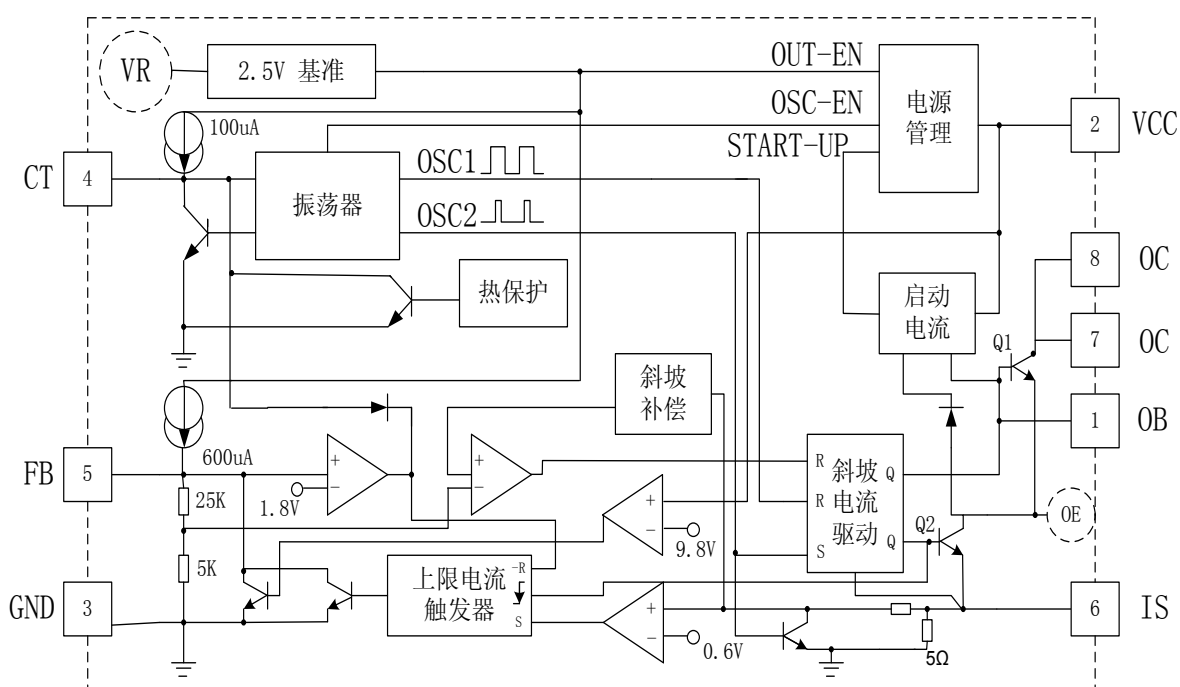 VR
2.5V 基准
OUT-EN
OSC-EN
START-UP
电源
管理
2
VCC
100uA
CT
4
振荡器
OSC1
OSC2
热保护
启动
电流
8
OC
7
OC
Q1
1
OB
斜坡
补偿
FB
5
600uA
25K
+
−
1.8V
+
−
+
−
9.8V
R
R
S
斜坡
电流
驱动
Q
Q
Q2
OE
5K
GND
3
上限电流
触发器
-R
S
+
−
0.6V
5Ω
6
IS